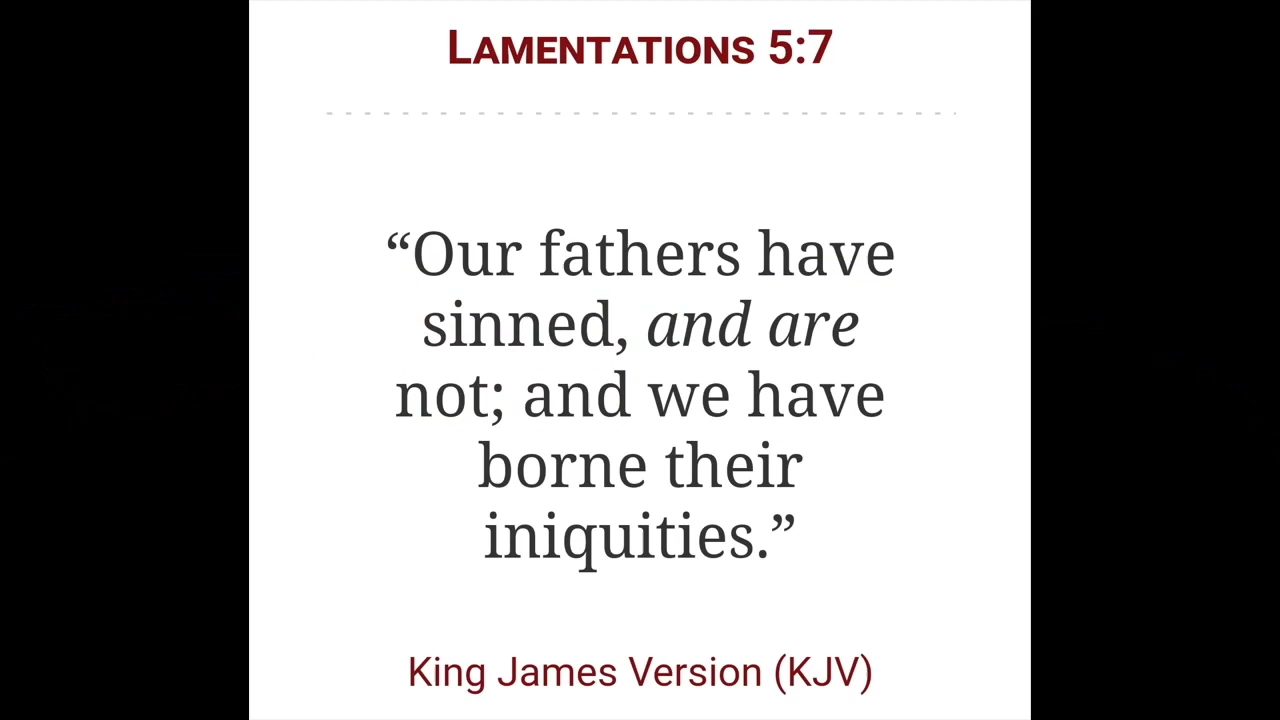 LAMENTATIONS 5:7
“Our fathers have
sinned, and are
not; and we have
borne their
iniquities.”
King James Version (KJV)